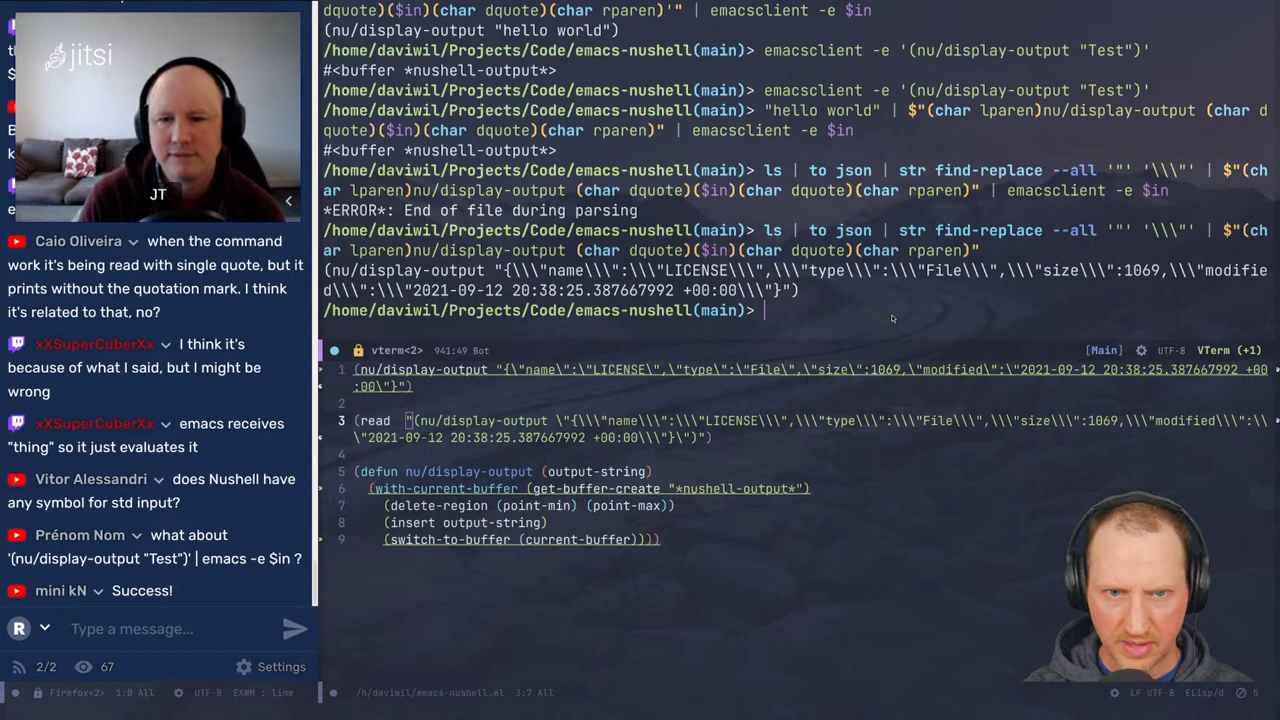 jitsi
JT
Caio Oliveira when the command
work it's being read with single quote, but it
prints without the quotation mark. I think
it's related to that, no?
xXSuperCuberXx I think it's
because of what I said, but I might be
wrong
xXSuperCuberXx emacs receives
"thing" so it just evaluates it
Vitor Alessandri does Nushell have
any symbol for std input?
Prénom Nom what about
'(nu/display-output "Test")' | emacs -e $in ?
mini kN Success!
R Type a message...
2/2 67 Settings
Firefox<2> 1:0 All UTF-8 EXWM : line
dquote)($in)(char dquote)(char rparen)'" | emacsclient -e $in
(nu/display-output "hello world")
/home/daviwil/Projects/Code/emacs-nushell(main)> emacsclient -e '(nu/display-output "Test")'
#<buffer *nushell-output*>
/home/daviwil/Projects/Code/emacs-nushell(main)> emacsclient -e '(nu/display-output "Test")'
/home/daviwil/Projects/Code/emacs-nushell(main)> "hello world" | $"(char lparen)nu/display-output (char d
quote)($in)(char dquote)(char rparen)" | emacsclient -e $in
#<buffer *nushell-output*>
/home/daviwil/Projects/Code/emacs-nushell(main)> ls | to json | str find-replace --all '"' '\\\"' | $"(ch
ar lparen)nu/display-output (char dquote)($in)(char dquote)(char rparen)" | emacsclient -e $in
*ERROR*: End of file during parsing
/home/daviwil/Projects/Code/emacs-nushell(main)> ls | to json | str find-replace --all '"' '\\\"' | $"(ch
ar lparen)nu/display-output (char dquote)($in)(char dquote)(char rparen)"
(nu/display-output "{\\\"name\\\":\\\"LICENSE\\\",\\\"type\\\":\\\"File\\\",\\\"size\\\":1069,\\\"modifie
d\\\":\\\"2021-09-12 20:38:25.387667992 +00:00\\\"}")
/home/daviwil/Projects/Code/emacs-nushell(main)>
vterm<2> 941:49 Bot [Main] UTF-8 VTerm (+1)
1 (nu/display-output "{\"name\":\"LICENSE\",\"type\":\"File\",\"size\":1069,\"modified\":\"2021-09-12 20:38:25.387667992 +00
:00\"}")
2
3 (read "(nu/display-output \"{\\\"name\\\":\\\"LICENSE\\\",\\\"type\\\":\\\"File\\\",\\\"size\\\":1069,\\\"modified\\\":\\
\"2021-09-12 20:38:25.387667992 +00:00\\\"}\")")
4
5 (defun nu/display-output (output-string)
6 (with-current-buffer (get-buffer-create "*nushell-output*")
7 (delete-region (point-min) (point-max))
8 (insert output-string)
9 (switch-to-buffer (current-buffer))))
/h/daviwil/emacs-nushell.el 3:7 All LF UTF-8 ELisp/d 5